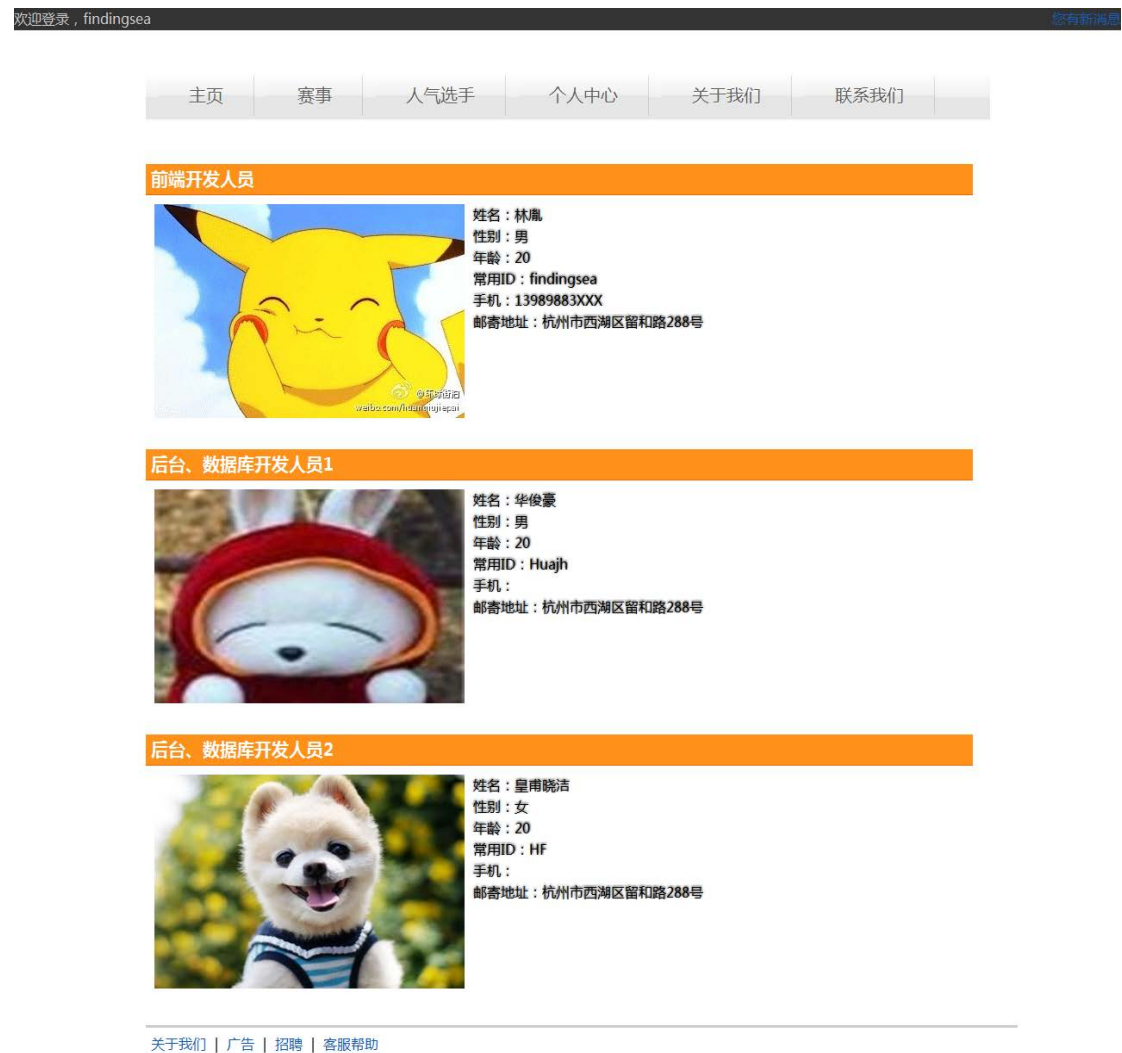 欢迎登录，findingsea
您有新消息
主页 赛事 人气选手 个人中心 关于我们 联系我们
前端开发人员
姓名：林胤
性别：男
年龄：20
常用ID：findingsea
手机：13989883XXX
邮寄地址：杭州市西湖区留和路288号
@环球街拍
weibo.com/huanqiujiepai
后台、数据库开发人员1
姓名：华俊豪
性别：男
年龄：20
常用ID：Huajh
手机：
邮寄地址：杭州市西湖区留和路288号
后台、数据库开发人员2
姓名：皇甫晓洁
性别：女
年龄：20
常用ID：HF
手机：
邮寄地址：杭州市西湖区留和路288号
关于我们 | 广告 | 招聘 | 客服帮助